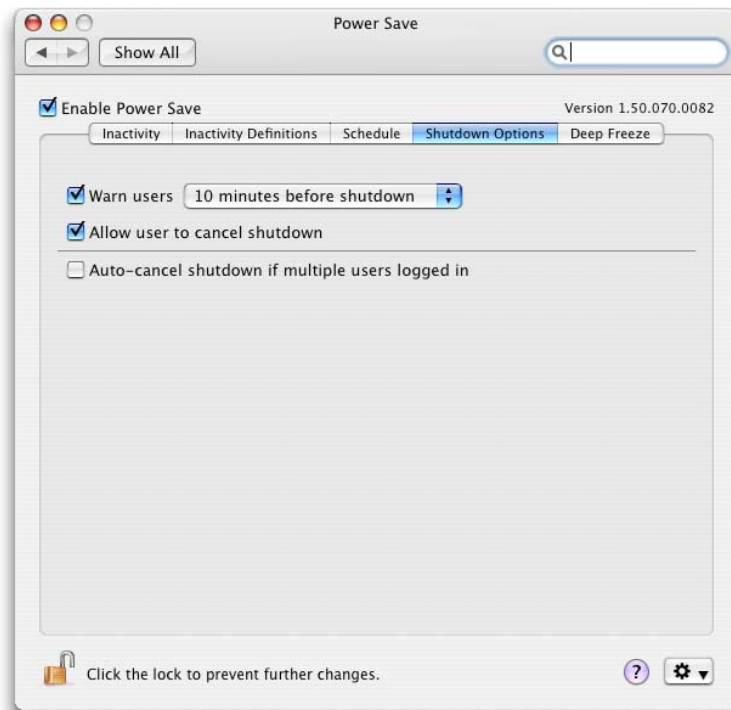 Power Save
Show All
Enable Power Save
Version 1.50.070.0082
Inactivity
Inactivity Definitions
Schedule
Shutdown Options
Deep Freeze
Warn users
10 minutes before shutdown
Allow user to cancel shutdown
Auto-cancel shutdown if multiple users logged in
Click the lock to prevent further changes.
?